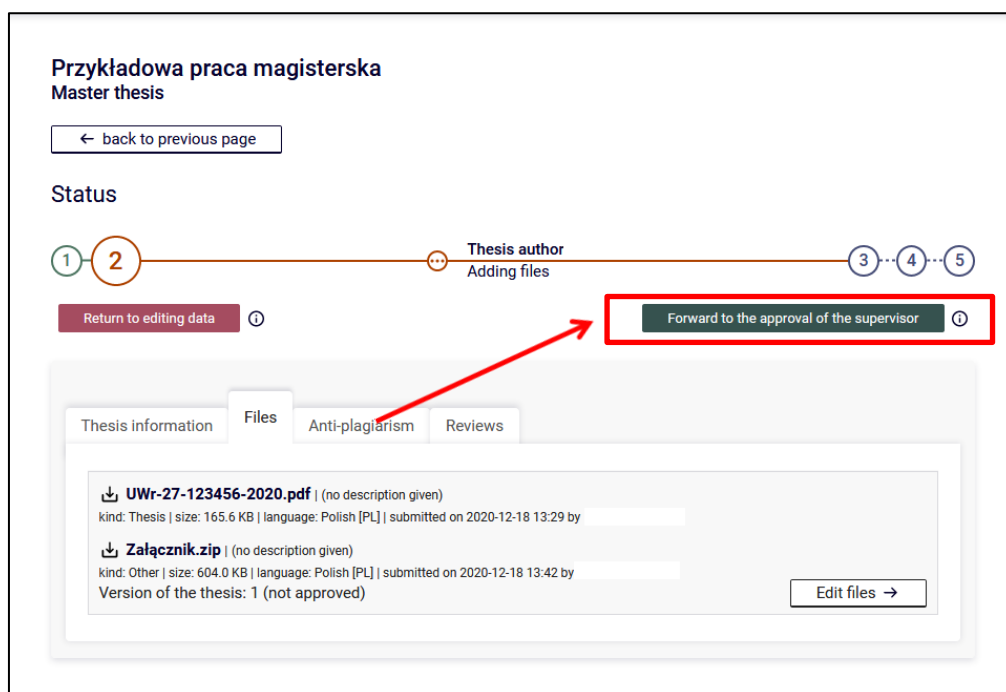 Przykładowa praca magisterska
Master thesis
← back to previous page
Status
1 2 Thesis author 3 4 5
Adding files
Return to editing data
Forward to the approval of the supervisor
Thesis information Files Anti-plagiarism Reviews
UWr-27-123456-2020.pdf | (no description given)
kind: Thesis | size: 165.6 KB | language: Polish [PL] | submitted on 2020-12-18 13:29 by
Załącznik.zip | (no description given)
kind: Other | size: 604.0 KB | language: Polish [PL] | submitted on 2020-12-18 13:42 by
Version of the thesis: 1 (not approved)
Edit files →